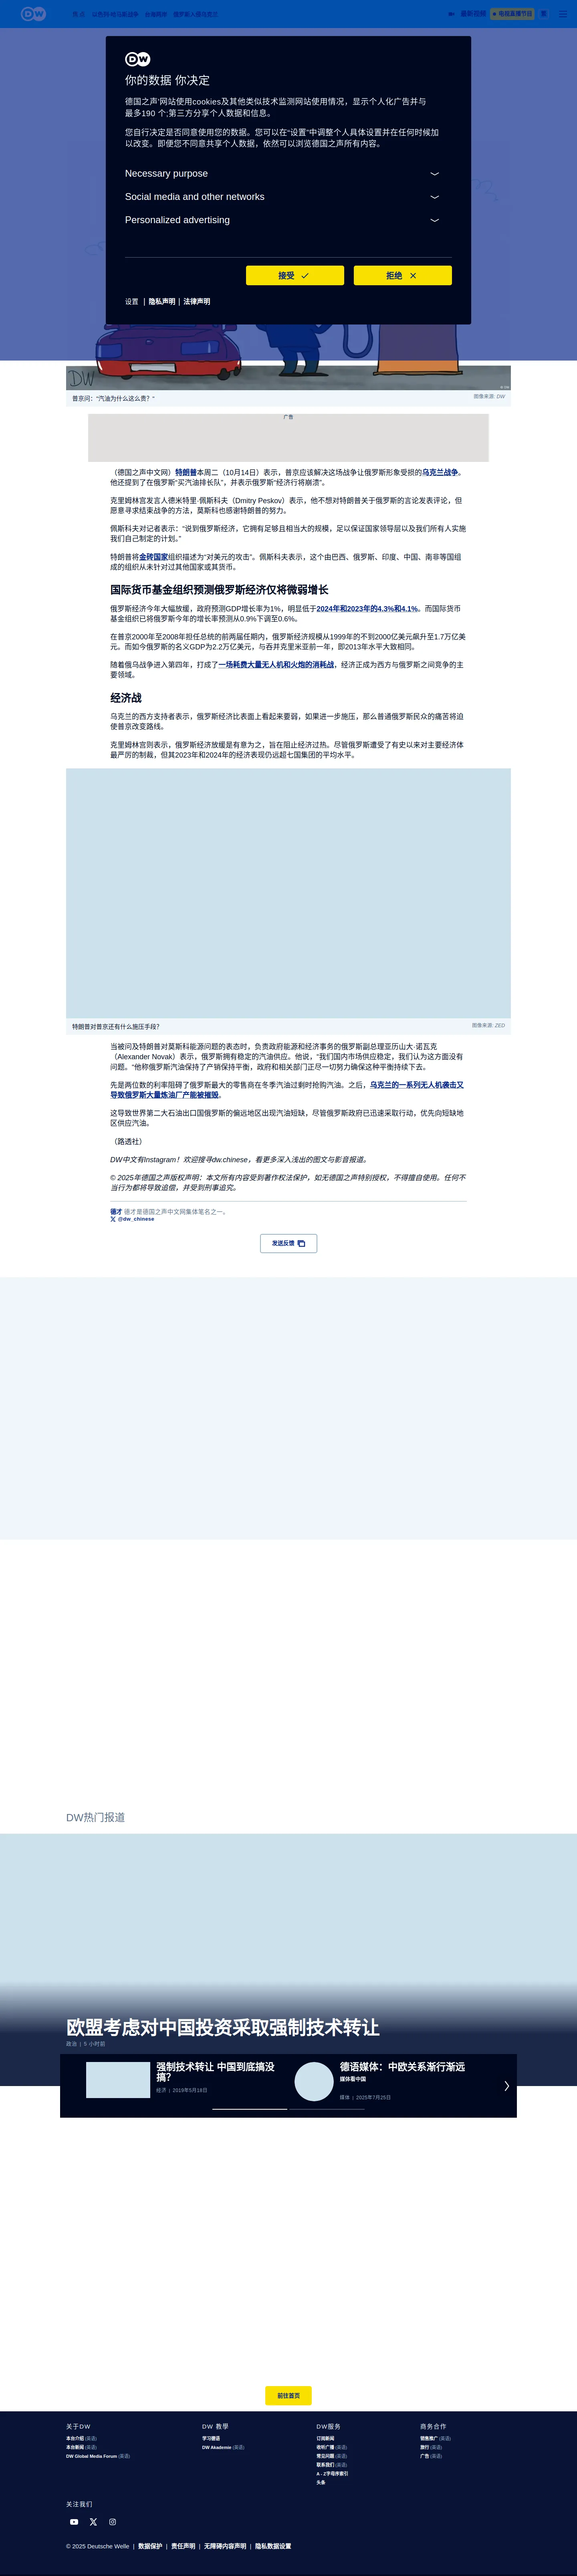 DW
焦点
以色列-哈马斯战争
台海局势
俄罗斯入侵乌克兰
最新视频
电视直播节目
DW
你的数据 你决定
德国之声'网站使用cookies及其他类似技术监测网站使用情况，显示个人化广告并与
最多190 个;第三方分享个人数据和信息。
您自行决定是否同意使用您的数据。您可以在"设置"中调整个人具体设置并在任何时候加
以改变。即便您不同意共享个人数据，依然可以浏览德国之声所有内容。
Necessary purpose
Social media and other networks
Personalized advertising
接受
拒绝
设置 | 隐私声明 | 法律声明
DW
© DW
普京问："汽油为什么这么贵？"
图像来源: DW
广告
（德国之声中文网）特朗普本周二（10月14日）表示，普京应该解决这场战争让俄罗斯形象受损的乌克兰战争。
他还提到了在俄罗斯"买汽油排长队"，并表示俄罗斯"经济行将崩溃"。
克里姆林宫发言人德米特里·佩斯科夫（Dmitry Peskov）表示，他不想对特朗普关于俄罗斯的言论发表评论，但
愿意寻求结束战争的方法，莫斯科也感谢特朗普的努力。
佩斯科夫对记者表示："说到俄罗斯经济，它拥有足够且相当大的规模，足以保证国家领导层以及我们所有人实施
我们自己制定的计划。"
特朗普将金砖国家组织描述为"对美元的攻击"。佩斯科夫表示，这个由巴西、俄罗斯、印度、中国、南非等国组
成的组织从未针对过其他国家或其货币。
国际货币基金组织预测俄罗斯经济仅将微弱增长
俄罗斯经济今年大幅放缓，政府预测GDP增长率为1%，明显低于2024年和2023年的4.3%和4.1%。而国际货币
基金组织已将俄罗斯今年的增长率预测从0.9%下调至0.6%。
在普京2000年至2008年担任总统的前两届任期内，俄罗斯经济规模从1999年的不到2000亿美元飙升至1.7万亿美
元。而如今俄罗斯的名义GDP为2.2万亿美元，与吞并克里米亚前一年，即2013年水平大致相同。
随着俄乌战争进入第四年，打成了一场耗费大量无人机和火炮的消耗战，经济正成为西方与俄罗斯之间竞争的主
要领域。
经济战
乌克兰的西方支持者表示，俄罗斯经济比表面上看起来要弱，如果进一步施压，那么普通俄罗斯民众的痛苦将迫
使普京改变路线。
克里姆林宫则表示，俄罗斯经济放缓是有意为之，旨在阻止经济过热。尽管俄罗斯遭受了有史以来对主要经济体
最严厉的制裁，但其2023年和2024年的经济表现仍远超七国集团的平均水平。
特朗普对普京还有什么施压手段？
图像来源: ZED
当被问及特朗普对莫斯科能源问题的表态时，负责政府能源和经济事务的俄罗斯副总理亚历山大·诺瓦克
（Alexander Novak）表示，俄罗斯拥有稳定的汽油供应。他说，"我们国内市场供应稳定，我们认为这方面没有
问题。"他称俄罗斯汽油保持了产销保持平衡，政府和相关部门正尽一切努力确保这种平衡持续下去。
先是两位数的利率阻碍了俄罗斯最大的零售商在冬季汽油过剩时抢购汽油。之后，乌克兰的一系列无人机袭击又
导致俄罗斯大量炼油厂产能被摧毁。
这导致世界第二大石油出口国俄罗斯的偏远地区出现汽油短缺，尽管俄罗斯政府已迅速采取行动，优先向短缺地
区供应汽油。
（路透社）
DW中文有Instagram！欢迎搜寻dw.chinese，看更多深入浅出的图文与影音报道。
© 2025年德国之声版权声明：本文所有内容受到著作权法保护，如无德国之声特别授权，不得擅自使用。任何不
当行为都将导致追偿，并受到刑事追究。
德才 德才是德国之声中文网集体笔名之一。
@dw_chinese
发送反馈
DW热门报道
欧盟考虑对中国投资采取强制技术转让
政治 | 5 小时前
强制技术转让 中国到底搞没
搞？
经济 | 2018年5月18日
德语媒体：中欧关系渐行渐远
媒体看中国
媒体 | 2025年7月25日
前往首页
关于DW
本台介绍 (英语)
本台新闻 (英语)
DW Global Media Forum (英语)
DW 教學
学习德语
DW Akademie (英语)
DW服务
订阅新闻
收听广播 (英语)
常见问题 (英语)
联系我们 (英语)
A - Z字母序索引
头条
商务合作
销售推广 (英语)
旅行 (英语)
广告 (英语)
关注我们
© 2025 Deutsche Welle | 数据保护 | 责任声明 | 无障碍内容声明 | 隐私数据设置